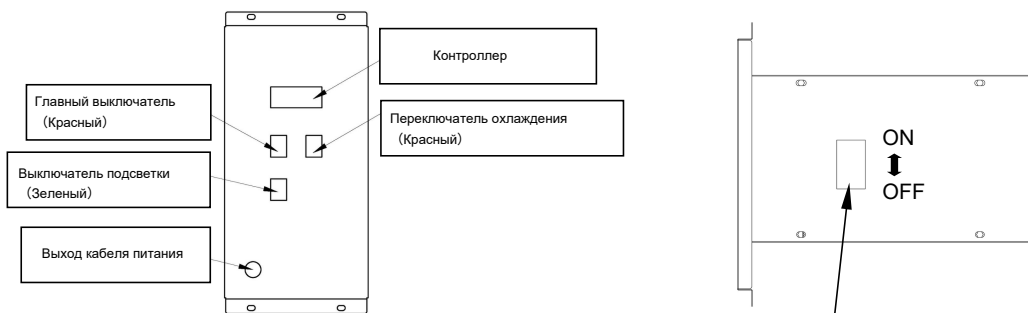 Контроллер
Главный выключатель
（Красный）
Переключатель охлаждения
（Красный）
Выключатель подсветки
（Зеленый）
Выход кабеля питания
ON
OFF